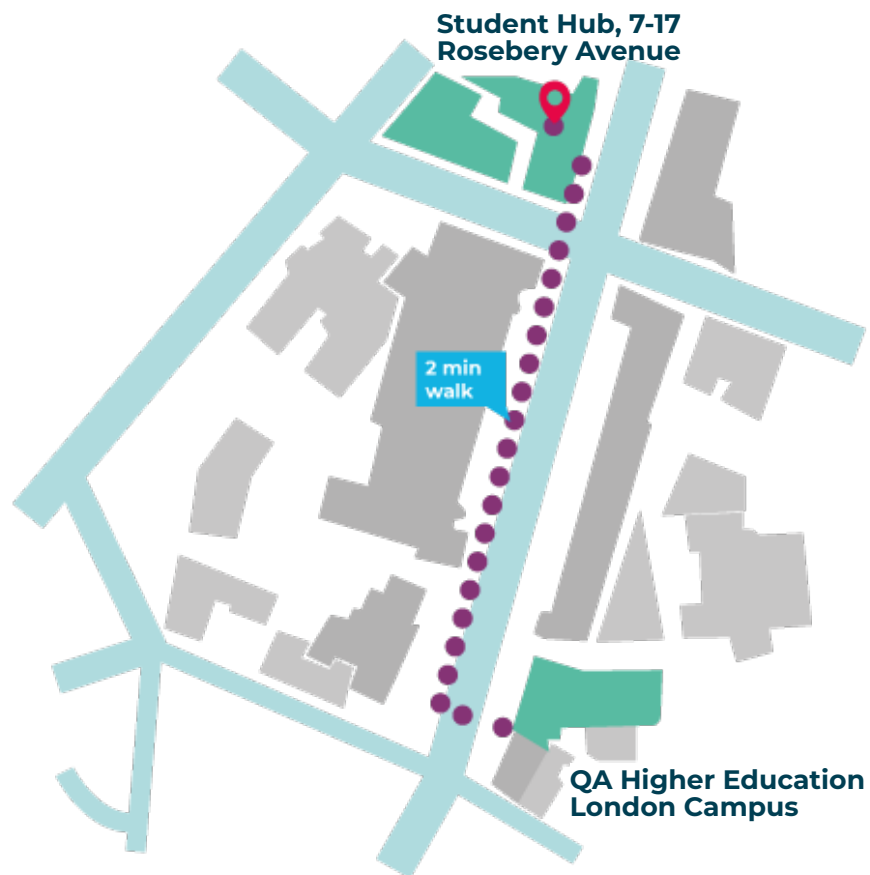 Student Hub, 7-17
Rosebery Avenue
2 min
walk
QA Higher Education
London Campus